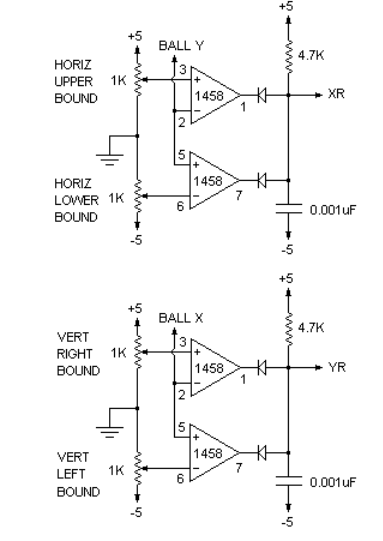 +5
+5
BALL Y
HORIZ
UPPER
BOUND
1K
3
+
1458
-
2
1
4.7K
XR
5
+
1458
-
6
7
HORIZ
LOWER
BOUND
1K
-5
0.001uF
-5
+5
+5
BALL X
VERT
RIGHT
BOUND
1K
3
+
1458
-
2
1
4.7K
YR
5
+
1458
-
6
7
VERT
LEFT
BOUND
1K
-5
0.001uF
-5